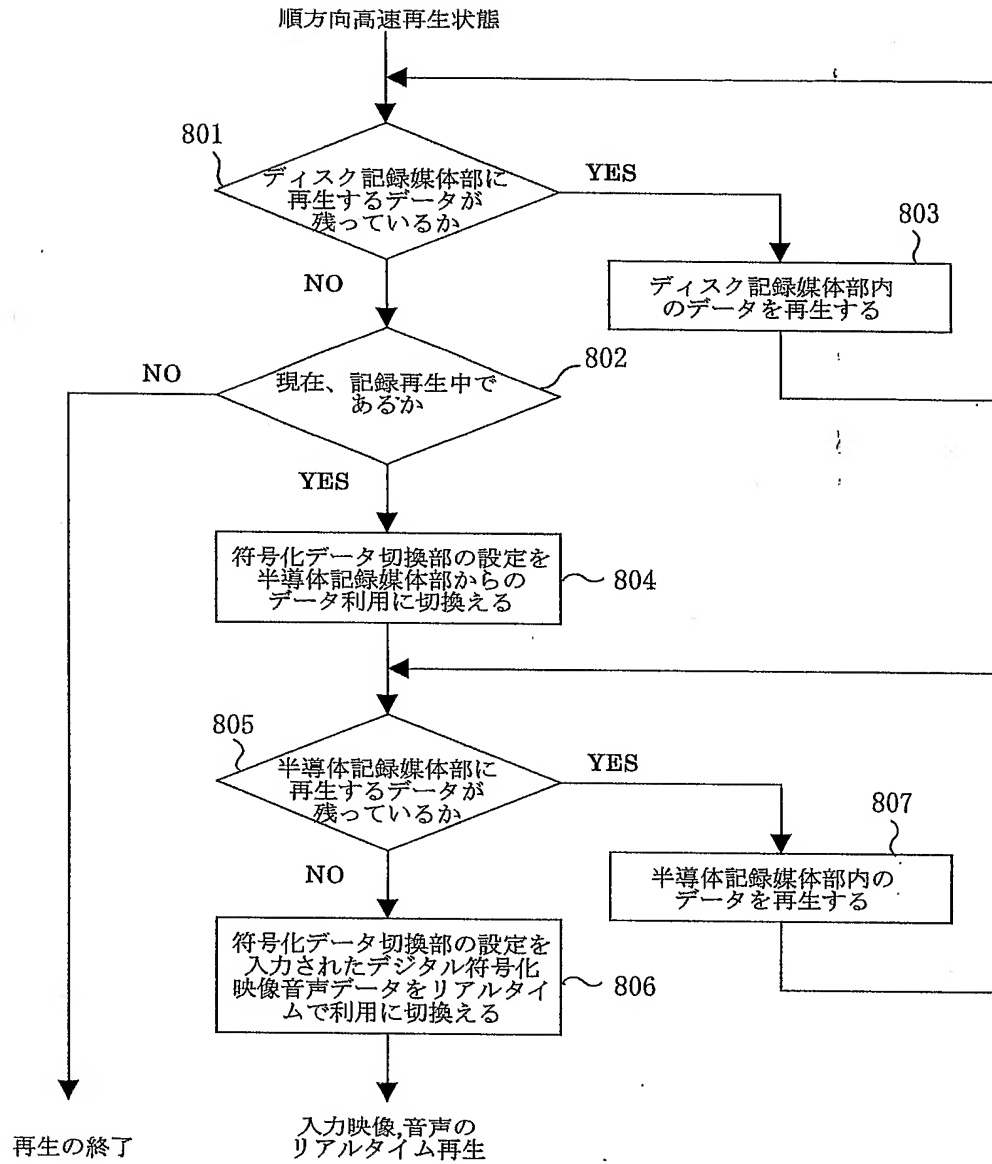 順方向高速再生状態
801
ディスク記録媒体部に
再生するデータが
残っているか
YES
803
ディスク記録媒体部内
のデータを再生する
NO
802
現在、記録再生中で
あるか
NO
YES
符号化データ切換部の設定を
半導体記録媒体部からの
データ利用に切換える
804
805
半導体記録媒体部に
再生するデータが
残っているか
YES
807
半導体記録媒体部内の
データを再生する
NO
符号化データ切換部の設定を
入力されたデジタル符号化
映像音声データをリアルタイ
ムで利用に切換える
806
再生の終了
入力映像,音声の
リアルタイム再生